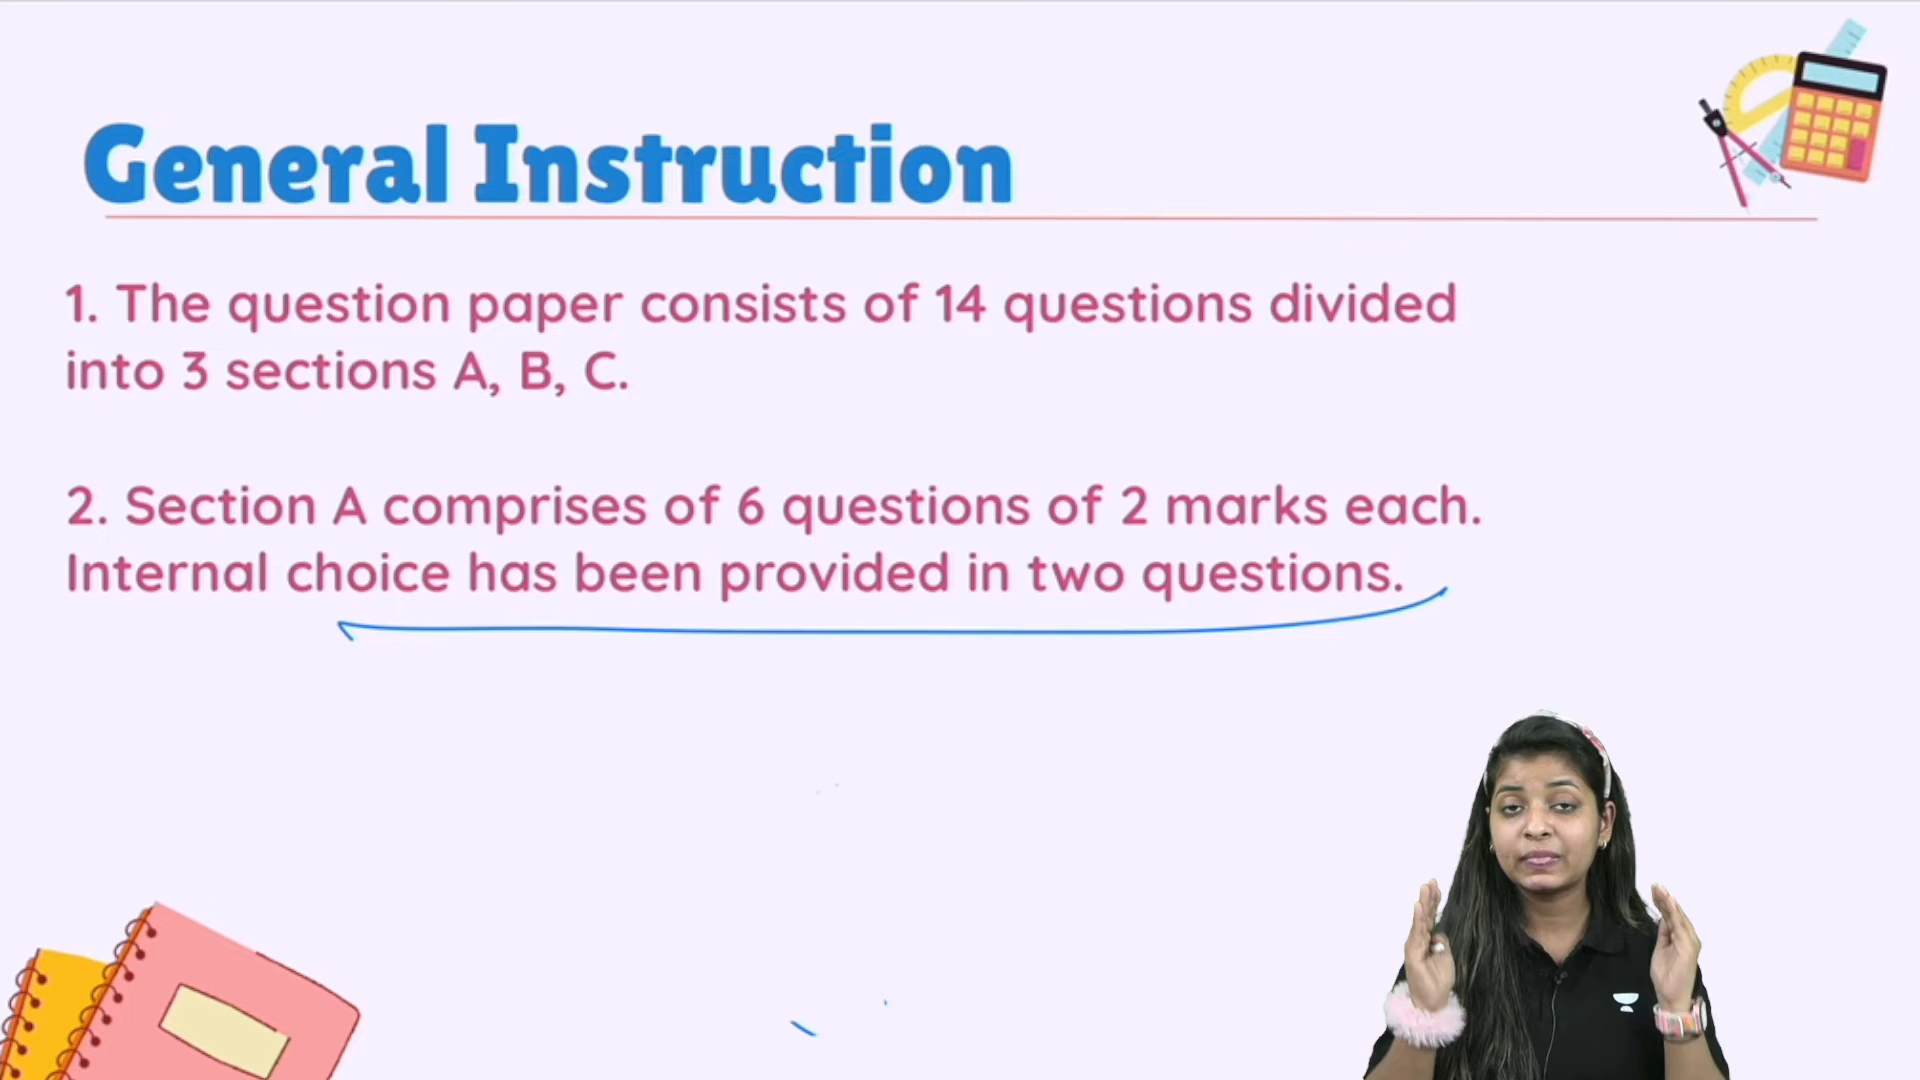 General Instruction
1. The question paper consists of 14 questions divided
into 3 sections A, B, C.
2. Section A comprises of 6 questions of 2 marks each.
Internal choice has been provided in two questions.